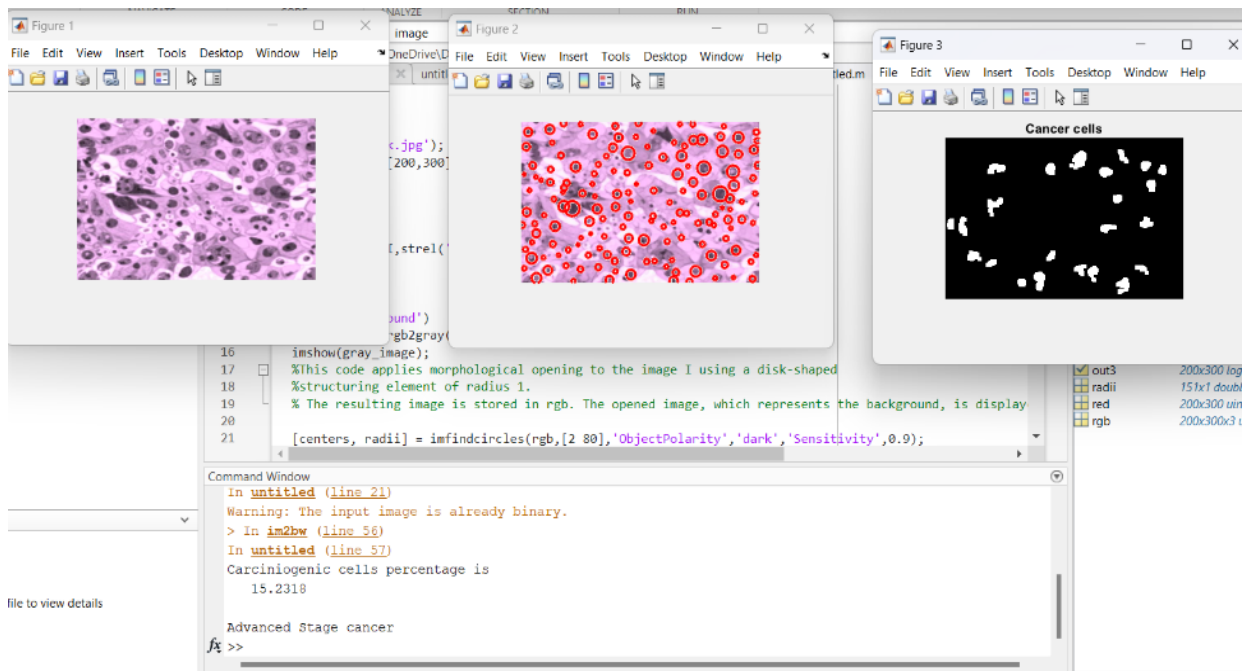 ANALYZE
SECTION
RUN
Figure 1
File Edit View Insert Tools Desktop Window Help
image
OneDrive\D
untitl
tled.m
Figure 2
File Edit View Insert Tools Desktop Window Help
Figure 3
File Edit View Insert Tools Desktop Window Help
Cancer cells
.jpg');
[200,300]
I,strel('
ound')
rgb2gray(
16 imshow(gray_image);
17 %This code applies morphological opening to the image I using a disk-shaped
18 %structuring element of radius 1.
19 % The resulting image is stored in rgb. The opened image, which represents the background, is display
20
21 [centers, radii] = imfindcircles(rgb,[2 80],'ObjectPolarity','dark','Sensitivity',0.9);
out3 200x300 log
radii 151x1 doubl
red 200x300 uin
rgb 200x300x3 u
Command Window
In untitled (line 21)
Warning: The input image is already binary.
> In im2bw (line 56)
In untitled (line 57)
Carciniogenic cells percentage is
15.2318
Advanced Stage cancer
fx >>
file to view details